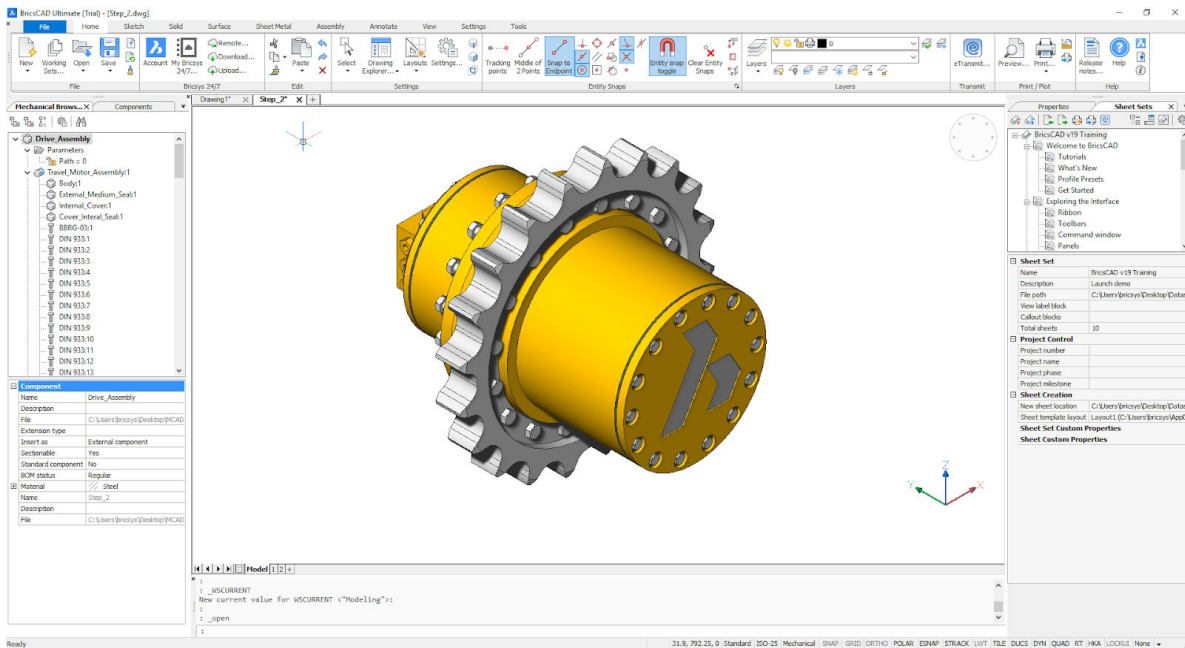 BricsCAD Ultimate (Trial) - [Step_2.dwg]
File Home Sketch Solid Surface Sheet Metal Assembly Annotate View Settings Tools
New Working Sets... Open Save
Account My Bricsys 24/7... Remote... Download... Upload...
Paste
Select Drawing Explorer... Layouts Settings...
Trading points Middle of 2 Points Snap to Endpoint Entity snap toggle Clear Entity Snaps
Layers 0
eTransmit...
Preview... Print...
Release notes... Help
File Bricsys 24/7 Edit Settings Entity Snaps Layers Transmit Print / Plot Help
Mechanical Brows... X Components
Drive_Assembly
Parameters
Path = 0
Travel_Motor_Assembly:1
Body:1
External_Medium_Seal:1
Internal_Cover:1
Cover_Interal_Seal:1
BBRG-03:1
DIN 933:1
DIN 933:2
DIN 933:3
DIN 933:4
DIN 933:5
DIN 933:6
DIN 933:7
DIN 933:8
DIN 933:9
DIN 933:10
DIN 933:11
DIN 933:12
DIN 933:13
Component
Name Drive_Assembly
Description
File C:\Users\bricsys\Desktop\MCAD
Extension type
Insert as External component
Sectionable Yes
Standard component No
BOM status Regular
Material Steel
Name Step_2
Description
File C:\Users\bricsys\Desktop\MCAD
Drawing1* X Step_2* X +
Z
Y
X
Model 1 2 +
:
: _WSCURRENT
New current value for WSCURRENT <"Modeling">:
:
: _open
:
Properties Sheet Sets X
BricsCAD v19 Training
Welcome to BricsCAD
Tutorials
What's New
Profile Presets
Get Started
Exploring the Interface
Ribbon
Toolbars
Command window
Panels
Sheet Set
Name BricsCAD v19 Training
Description Launch demo
File path C:\Users\bricsys\Desktop\Datas
View label block
Callout blocks
Total sheets 10
Project Control
Project number
Project name
Project phase
Project milestone
Sheet Creation
New sheet location C:\Users\bricsys\Desktop\Datas
Sheet template layout Layout1 (C:\Users\bricsys\AppD
Sheet Set Custom Properties
Sheet Custom Properties
Ready 31.9, 792.25, 0 Standard ISO-25 Mechanical SNAP GRID ORTHO POLAR ESNAP STRACK LWT TILE DUCS DYN QUAD RT HKA LOCKUI None